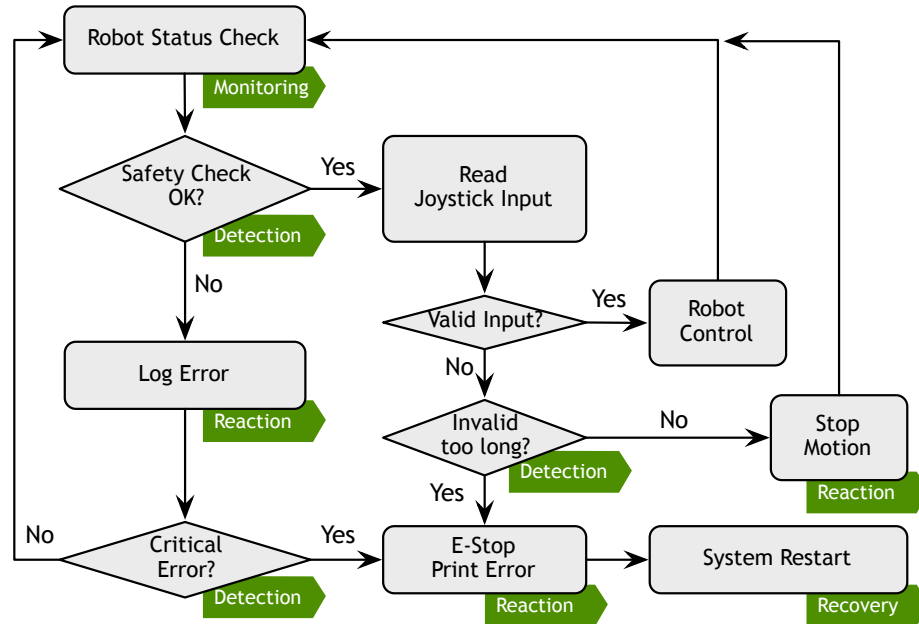 Robot Status Check
Monitoring
Safety Check
OK?
Yes
Read
Joystick Input
Detection
No
Valid Input?
Yes
Robot
Control
No
Log Error
Reaction
Invalid
too long?
No
Stop
Motion
Detection
Reaction
Yes
No
Critical
Error?
Yes
E-Stop
Print Error
System Restart
Detection
Reaction
Recovery